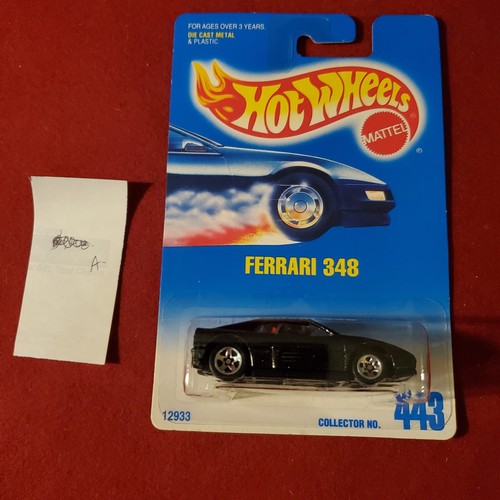 FOR AGES OVER 3 YEARS.
DIE CAST METAL
& PLASTIC
HOT WHEELS
®
MATTEL
®
FERRARI 348
A-
12933
COLLECTOR NO.
443